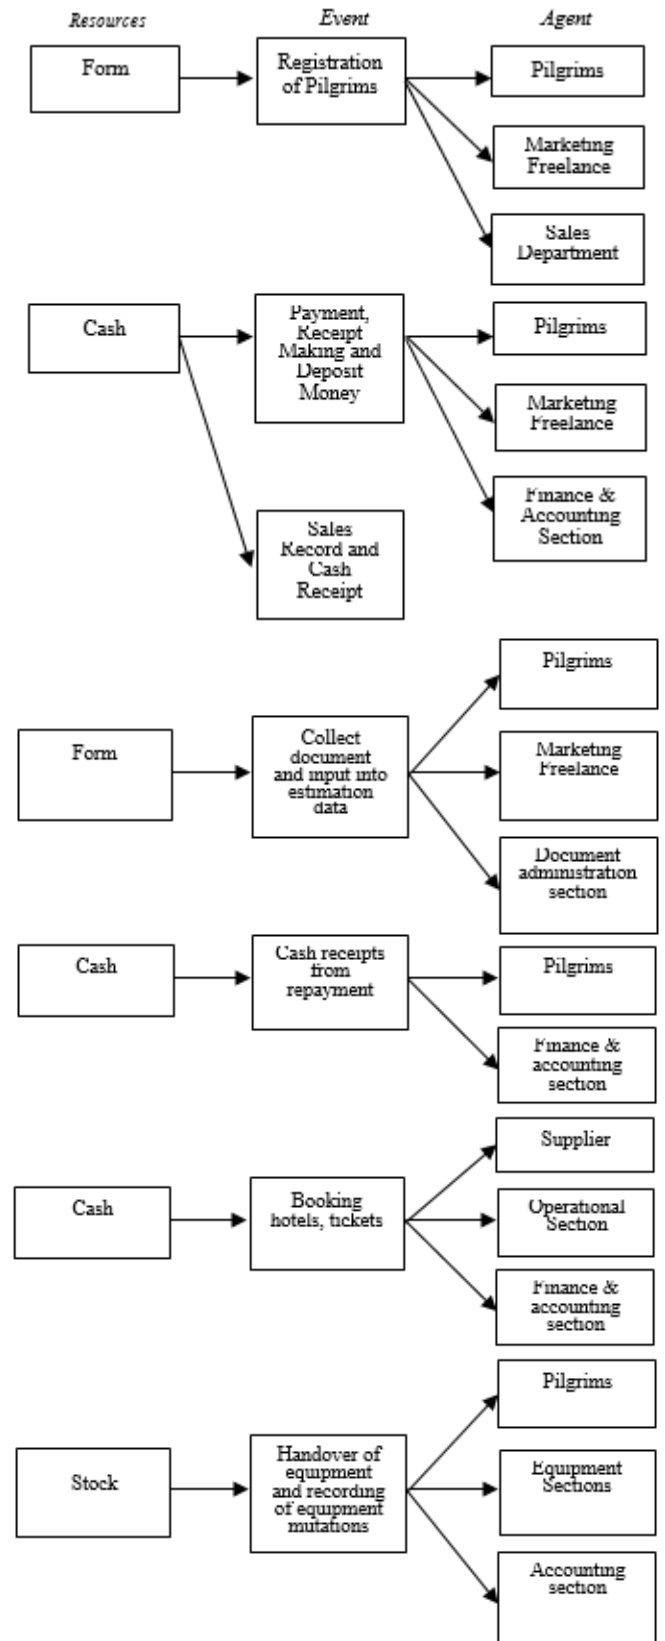 Resources
Event
Agent
Form
Registration
of Pilgrims
Pilgrims
Marketing
Freelance
Sales
Department
Cash
Payment,
Receipt
Making and
Deposit
Money
Pilgrims
Marketing
Freelance
Finance &
Accounting
Section
Sales
Record and
Cash
Receipt
Form
Collect
document
and input into
estimation
data
Pilgrims
Marketing
Freelance
Document
administration
section
Cash
Cash receipts
from
repayment
Pilgrims
Finance &
accounting
section
Cash
Booking
hotels, tickets
Supplier
Operational
Section
Finance &
accounting
section
Stock
Handover of
equipment
and recording
of equipment
mutations
Pilgrims
Equipment
Sections
Accounting
section